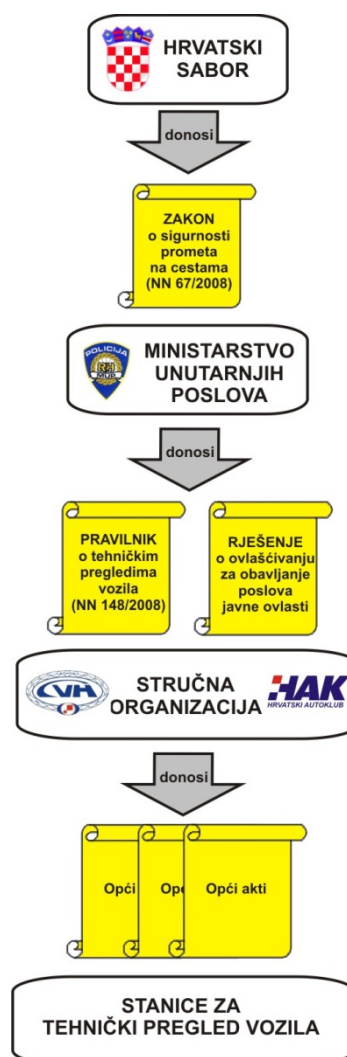 HRVATSKI
SABOR
donosi
ZAKON
o sigurnosti
prometa
na cestama
(NN 67/2008)
POLICIJA
RH
MUP
MINISTARSTVO
UNUTARNJIH
POSLOVA
donosi
PRAVILNIK
o tehničkim
pregledima
vozila
(NN 148/2008)
RJEŠENJE
o ovlašćivanju
za obavljanje
poslova
javne ovlasti
CVH
STRUČNA
ORGANIZACIJA
HAK
HRVATSKI AUTOKLUB
donosi
Opći
Opć
Opći akti
STANICE ZA
TEHNIČKI PREGLED VOZILA